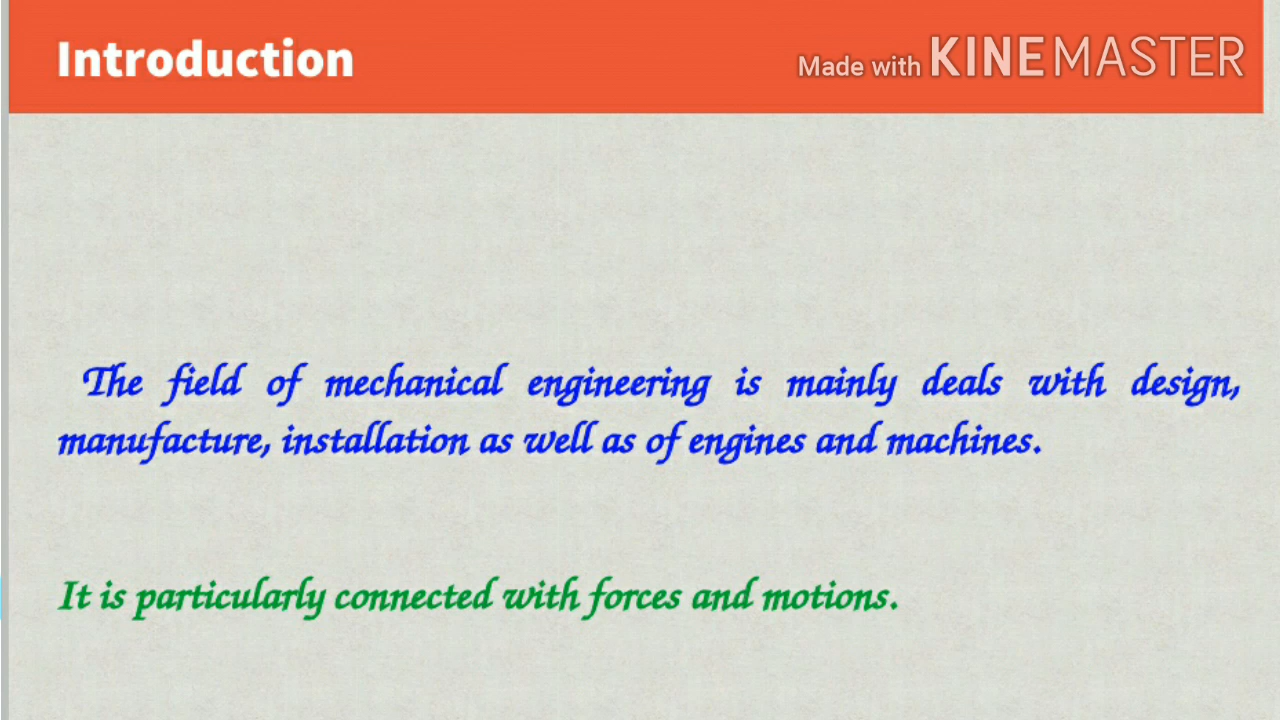 Introduction
Made with KINEMASTER
The field of mechanical engineering is mainly deals with design,
manufacture, installation as well as of engines and machines.
It is particularly connected with forces and motions.